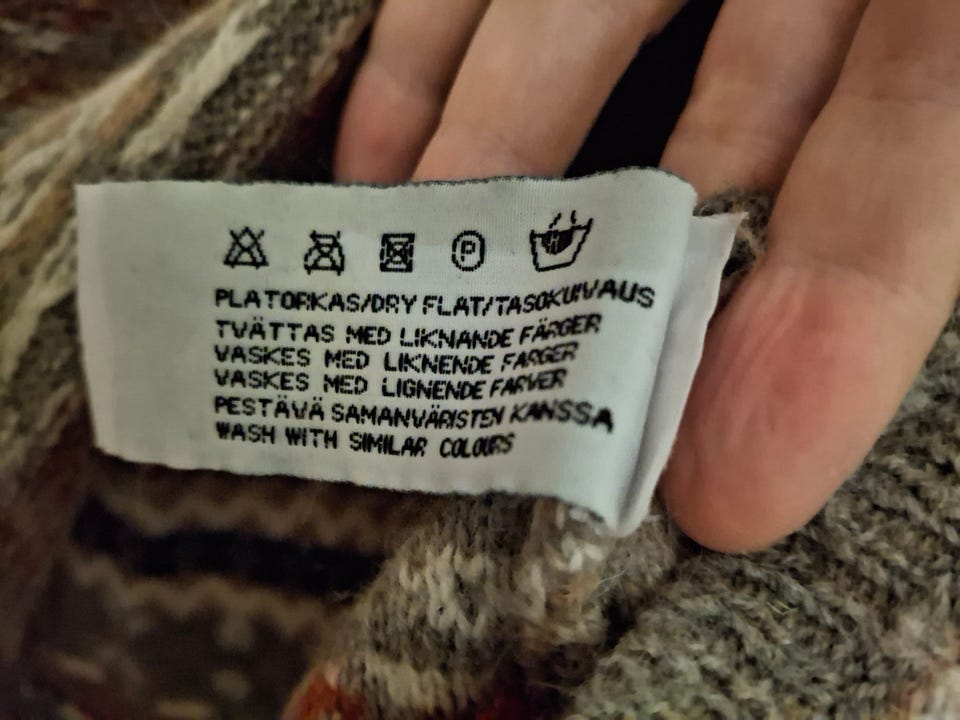 P
PLATORKAS/DRY FLAT/TASOKUIVAUS
TVÄTTAS MED LIKNANDE FÄRGER
VASKES MED LIKNENDE FARGER
VASKES MED LIGNENDE FARVER
PESTÄVÄ SAMANVÄRISTEN KANSSA
WASH WITH SIMILAR COLOURS